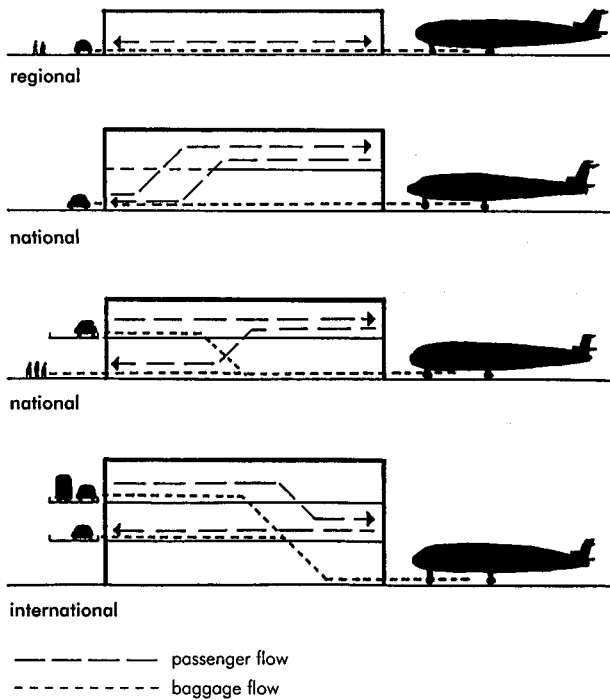 regional
national
national
international
passenger flow
baggage flow